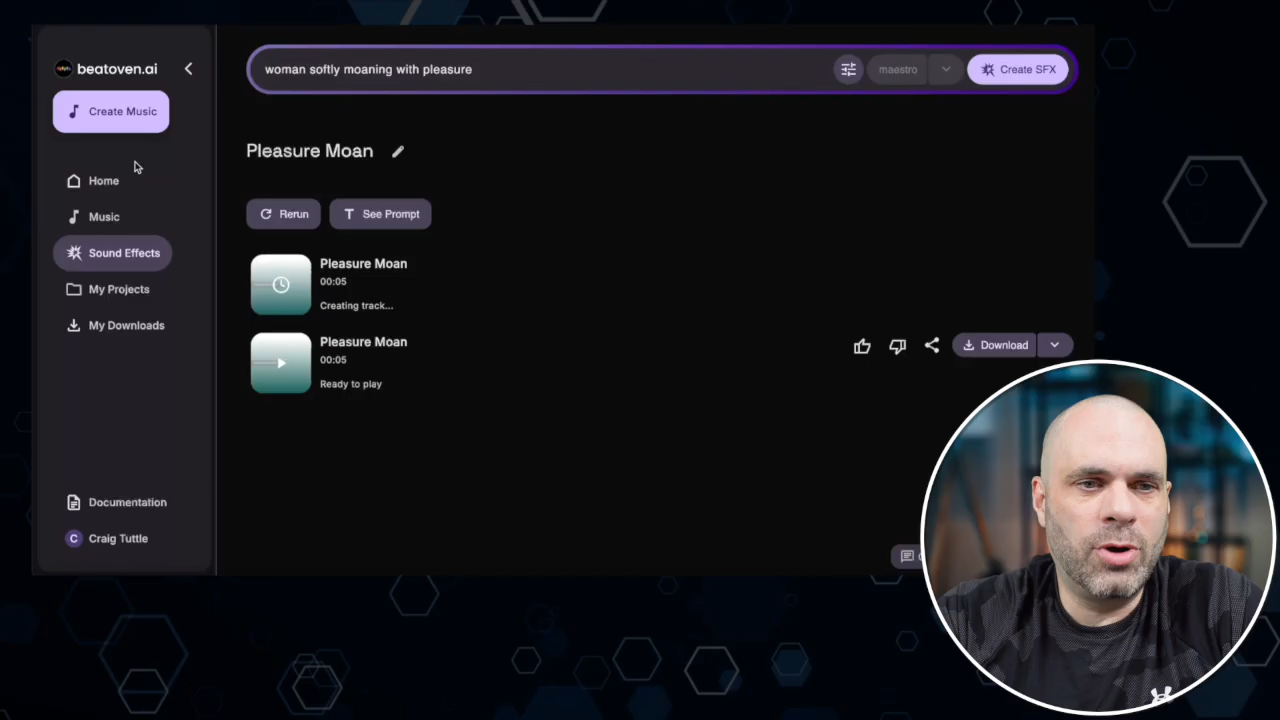 beatoven.ai
Create Music
Home
Music
Sound Effects
My Projects
My Downloads
Documentation
C
Craig Tuttle
woman softly moaning with pleasure
maestro
Create SFX
Pleasure Moan
Rerun
See Prompt
Pleasure Moan
00:05
Creating track...
Pleasure Moan
00:05
Ready to play
Download